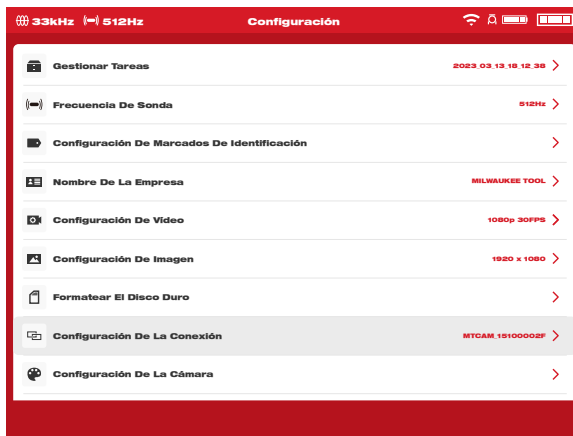 33kHz 512Hz Configuración
Gestionar Tareas 2023_03_13_18_12_38
Frecuencia De Sonda 512Hz
Configuración De Marcados De Identificación
Nombre De La Empresa MILWAUKEE TOOL
Configuración De Vídeo 1080p 30FPS
Configuración De Imagen 1920 x 1080
Formatear El Disco Duro
Configuración De La Conexión MTCAM_15100002F
Configuración De La Cámara